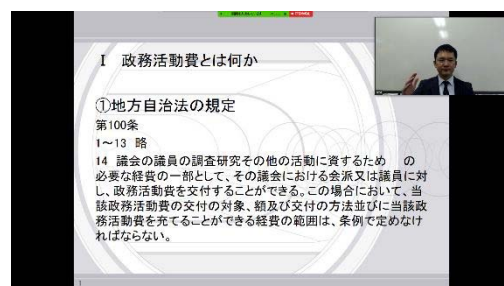 Ⅰ 政務活動費とは何か
①地方自治法の規定
第100条
1～13 略
14 議会の議員の調査研究その他の活動に資するため の
必要な経費の一部として、その議会における会派又は議員に対
し、政務活動費を交付することができる。この場合において、当
該政務活動費の交付の対象、額及び交付の方法並びに当該政
務活動費を充てることができる経費の範囲は、条例で定めなけ
ればならない。